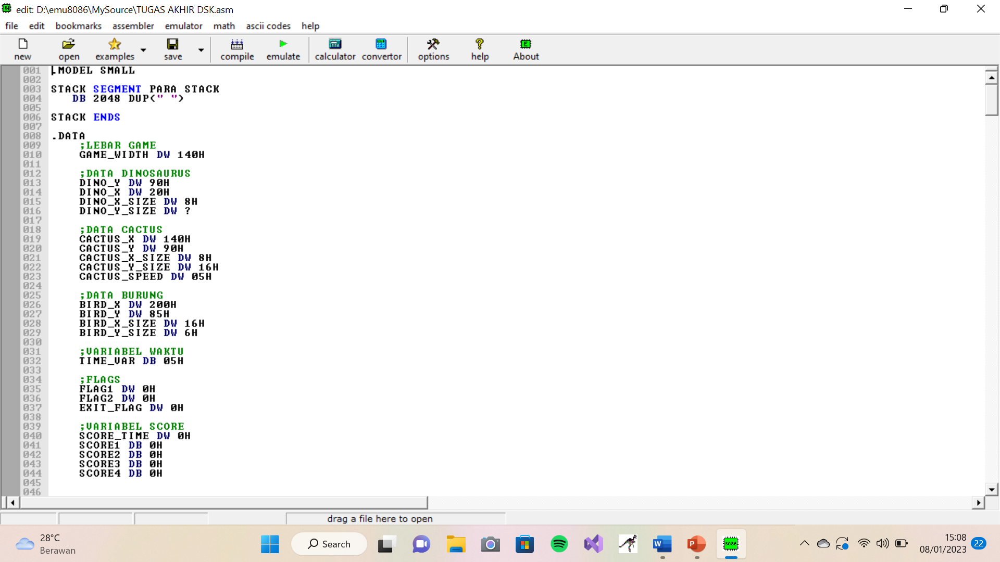 edit: D:\emu8086\MySource\TUGAS AKHIR DSK.asm
file edit bookmarks assembler emulator math ascii codes help
new open examples save compile emulate calculator convertor options help About
001 .MODEL SMALL
002
003 STACK SEGMENT PARA STACK
004 DB 2048 DUP(" ")
005
006 STACK ENDS
007
008 .DATA
009 ;LEBAR GAME
010 GAME_WIDTH DW 140H
011
012 ;DATA DINOSAURUS
013 DINO_Y DW 90H
014 DINO_X DW 20H
015 DINO_X_SIZE DW 8H
016 DINO_Y_SIZE DW ?
017
018 ;DATA CACTUS
019 CACTUS_X DW 140H
020 CACTUS_Y DW 90H
021 CACTUS_X_SIZE DW 8H
022 CACTUS_Y_SIZE DW 16H
023 CACTUS_SPEED DW 05H
024
025 ;DATA BURUNG
026 BIRD_X DW 200H
027 BIRD_Y DW 85H
028 BIRD_X_SIZE DW 16H
029 BIRD_Y_SIZE DW 6H
030
031 ;VARIABEL WAKTU
032 TIME_VAR DB 05H
033
034 ;FLAGS
035 FLAG1 DW 0H
036 FLAG2 DW 0H
037 EXIT_FLAG DW 0H
038
039 ;VARIABEL SCORE
040 SCORE_TIME DW 0H
041 SCORE1 DB 0H
042 SCORE2 DB 0H
043 SCORE3 DB 0H
044 SCORE4 DB 0H
045
046
drag a file here to open
28°C
Berawan
Search
W
P
8086
15:08
08/01/2023
22